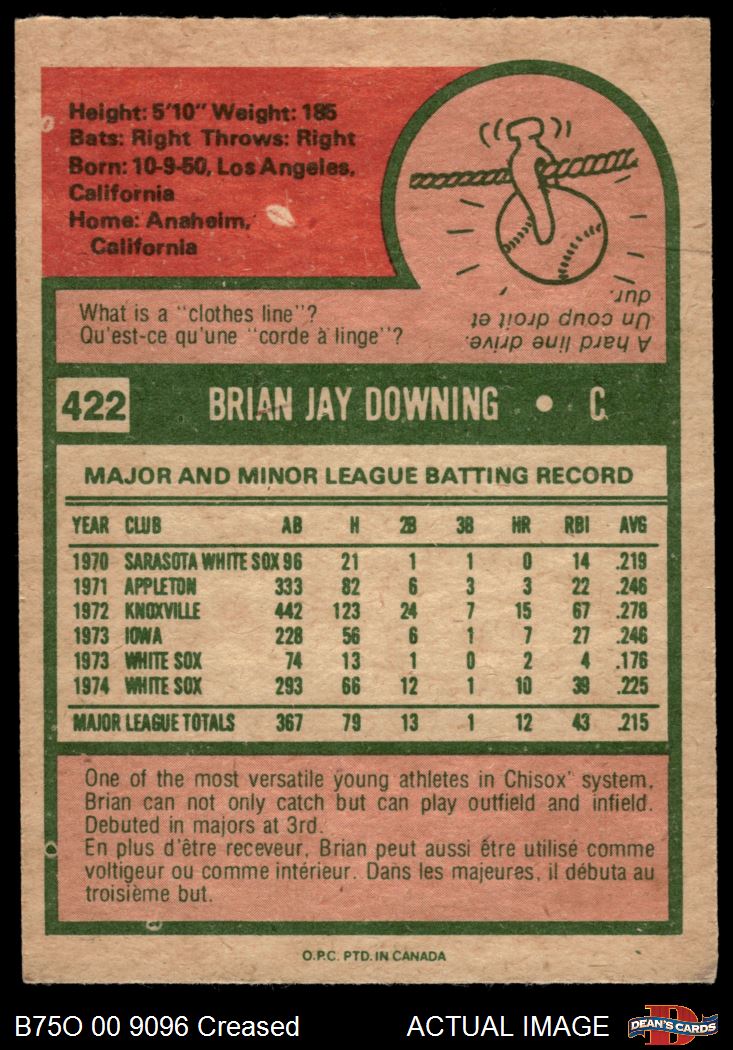 Height: 5'10" Weight: 185
Bats: Right Throws: Right
Born: 10-9-50, Los Angeles,
California
Home: Anaheim,
California
What is a "clothes line"?
Qu'est-ce qu'une "corde à linge"?
A hard line drive.
Un coup droit et
dur.
422 BRIAN JAY DOWNING • C
MAJOR AND MINOR LEAGUE BATTING RECORD
YEAR CLUB AB H 2B 3B HR RBI AVG
1970 SARASOTA WHITE SOX 96 21 1 1 0 14 .219
1971 APPLETON 333 82 6 3 3 22 .246
1972 KNOXVILLE 442 123 24 7 15 67 .278
1973 IOWA 228 56 6 1 7 27 .246
1973 WHITE SOX 74 13 1 0 2 4 .176
1974 WHITE SOX 293 66 12 1 10 39 .225
MAJOR LEAGUE TOTALS 367 79 13 1 12 43 .215
One of the most versatile young athletes in Chisox' system,
Brian can not only catch but can play outfield and infield.
Debuted in majors at 3rd.
En plus d'être receveur, Brian peut aussi être utilisé comme
voltigeur ou comme intérieur. Dans les majeures, il débuta au
troisième but.
O.P.C. PTD. IN CANADA
B75O 00 9096 Creased ACTUAL IMAGE
D
DEAN'S CARDS